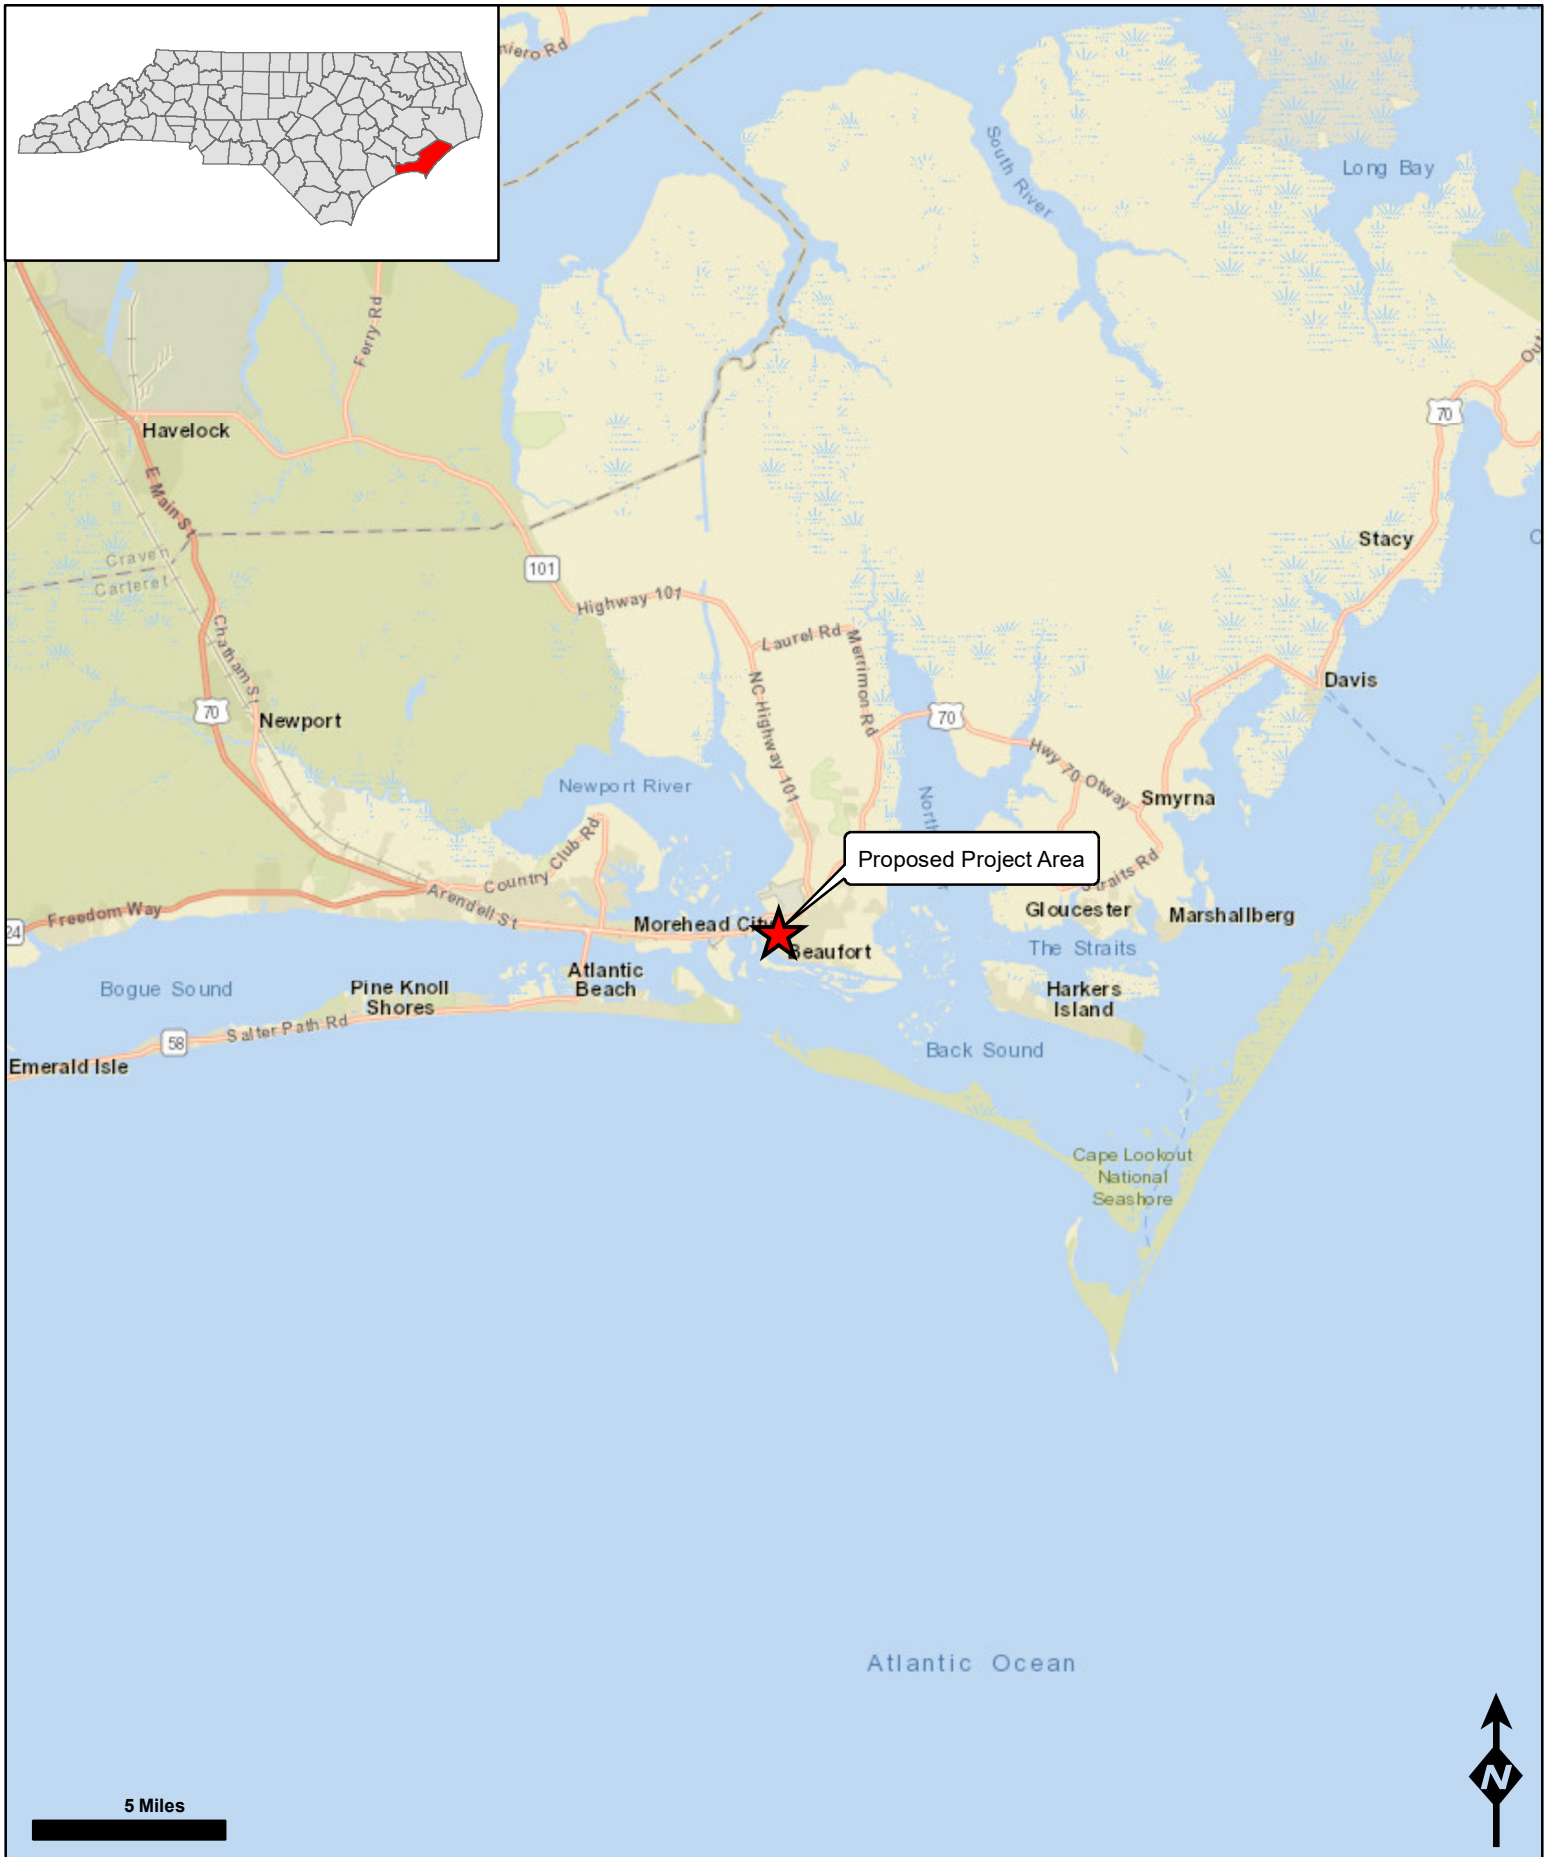 niero Rd
South River
Long Bay
Ferry Rd
70
Havelock
E Main St
Stacy
Craven
Carteret
101
Highway 101
Laurel Rd
Merrimon Rd
Chatham St
NC Highway 101
Davis
70
Newport
70
Hwy 70 Otway
Newport River
North
Smyrna
Country Club Rd
Proposed Project Area
Straits Rd
Arendell St
Freedom Way
24
Morehead City
Gloucester
Marshallberg
Beaufort
The Straits
Atlantic
Beach
Bogue Sound
Pine Knoll
Shores
Harkers
Island
Salter Path Rd
58
Back Sound
Emerald Isle
Cape Lookout
National
Seashore
Atlantic Ocean
N
5 Miles